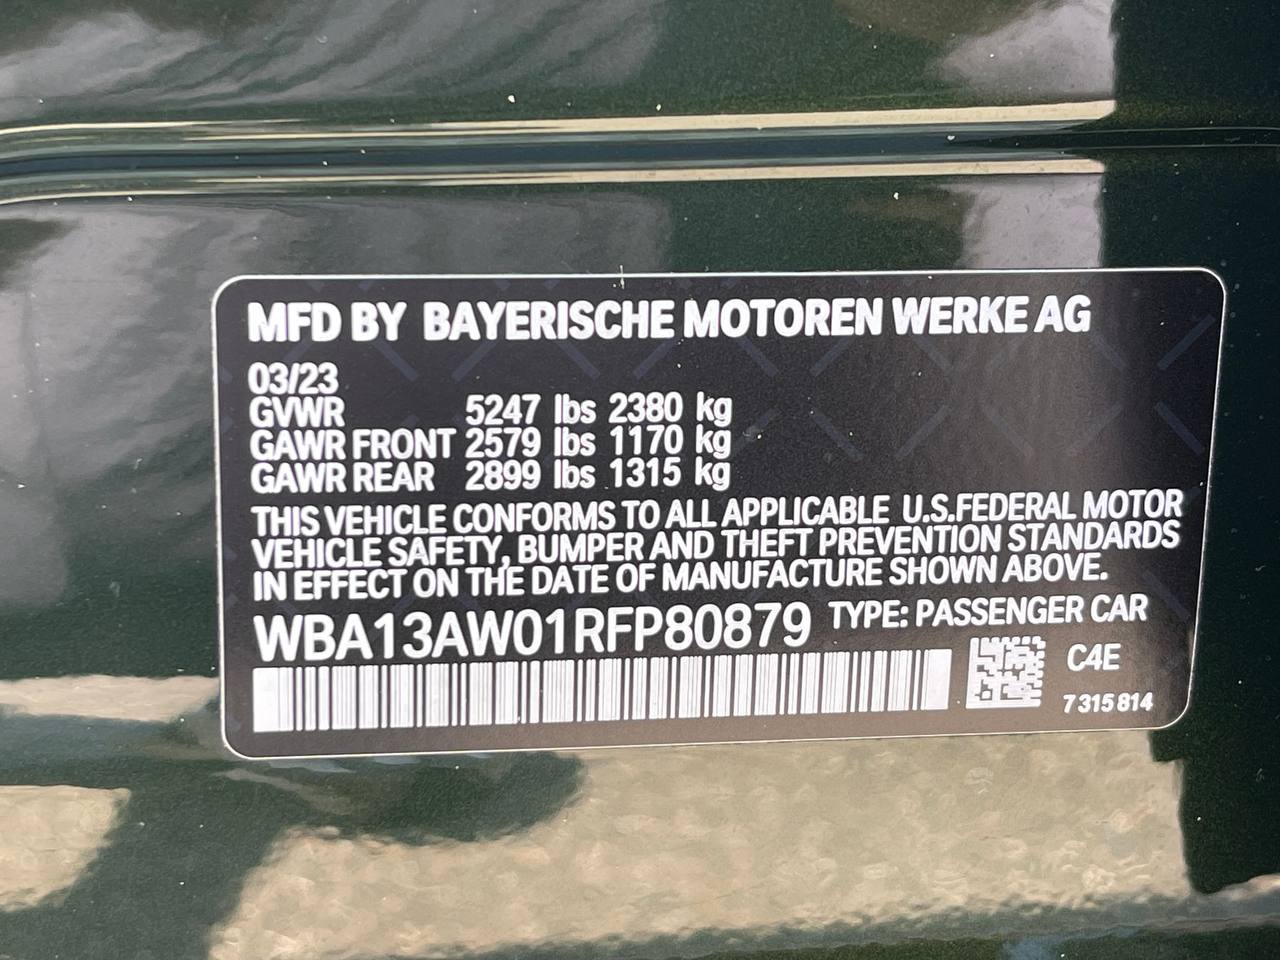 MFD BY BAYERISCHE MOTOREN WERKE AG
03/23
GVWR 5247 lbs 2380 kg
GAWR FRONT 2579 lbs 1170 kg
GAWR REAR 2899 lbs 1315 kg
THIS VEHICLE CONFORMS TO ALL APPLICABLE U.S.FEDERAL MOTOR
VEHICLE SAFETY, BUMPER AND THEFT PREVENTION STANDARDS
IN EFFECT ON THE DATE OF MANUFACTURE SHOWN ABOVE.
WBA13AW01RFP80879 TYPE: PASSENGER CAR
C4E
7 315 814